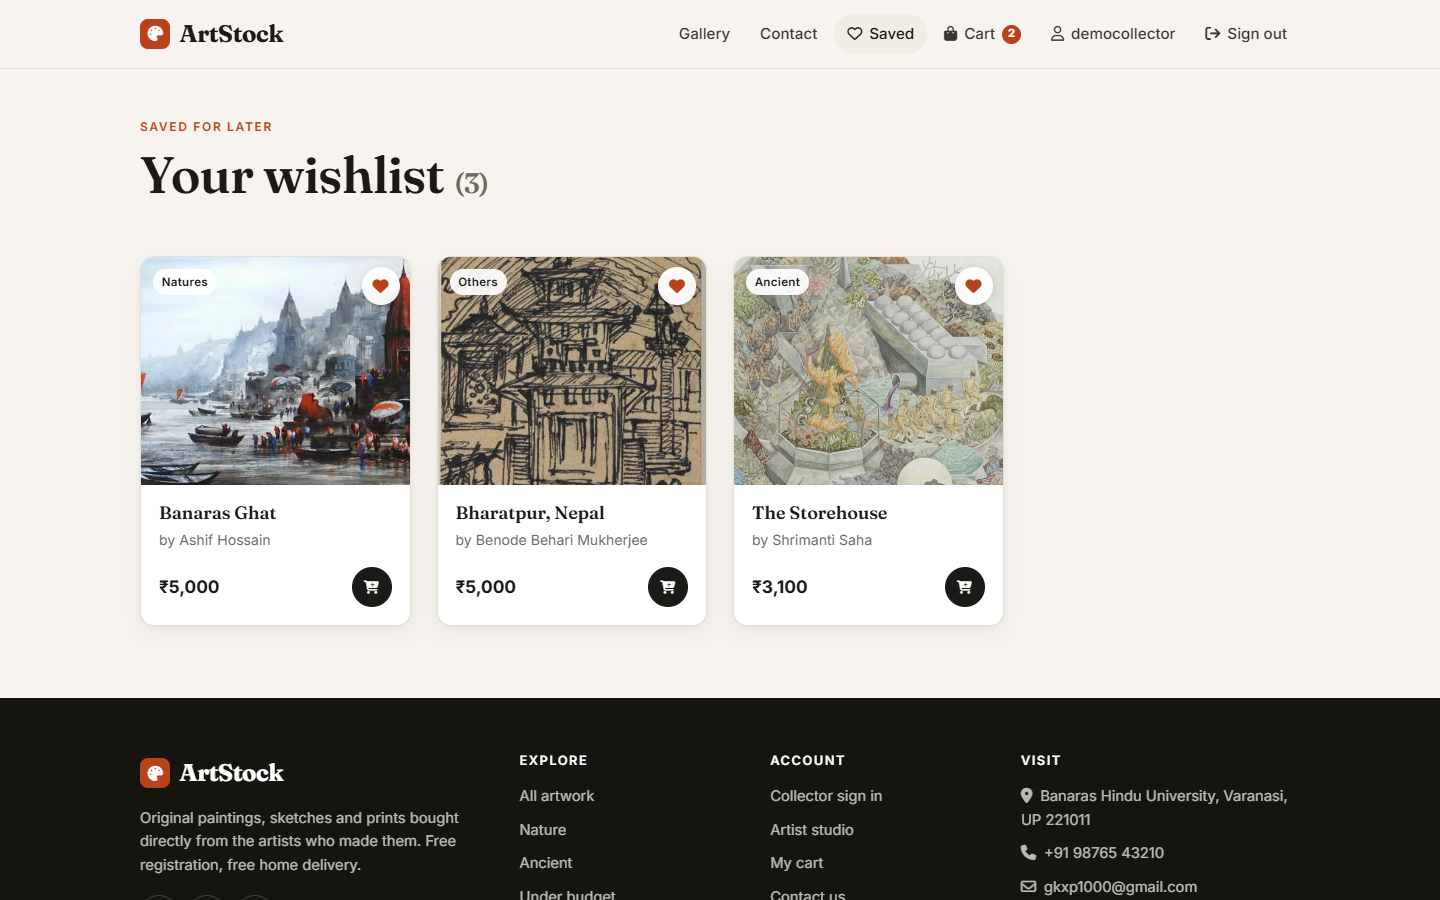 ArtStock
Gallery
Contact
Saved
Cart 2
democollector
Sign out
SAVED FOR LATER
Your wishlist (3)
Natures
Banaras Ghat
by Ashif Hossain
₹5,000
Others
Bharatpur, Nepal
by Benode Behari Mukherjee
₹5,000
Ancient
The Storehouse
by Shrimanti Saha
₹3,100
ArtStock
Original paintings, sketches and prints bought
directly from the artists who made them. Free
registration, free home delivery.
EXPLORE
All artwork
Nature
Ancient
Under budget
ACCOUNT
Collector sign in
Artist studio
My cart
Contact us
VISIT
Banaras Hindu University, Varanasi,
UP 221011
+91 98765 43210
gkxp1000@gmail.com